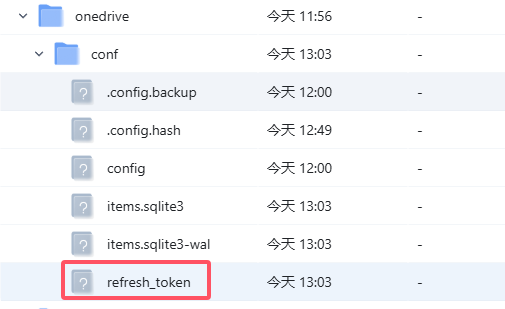 onedrive 今天 11:56 -
conf 今天 13:03 -
.config.backup 今天 12:00 -
.config.hash 今天 12:49 -
config 今天 12:00 -
items.sqlite3 今天 13:03 -
items.sqlite3-wal 今天 13:03 -
refresh_token 今天 13:03 -